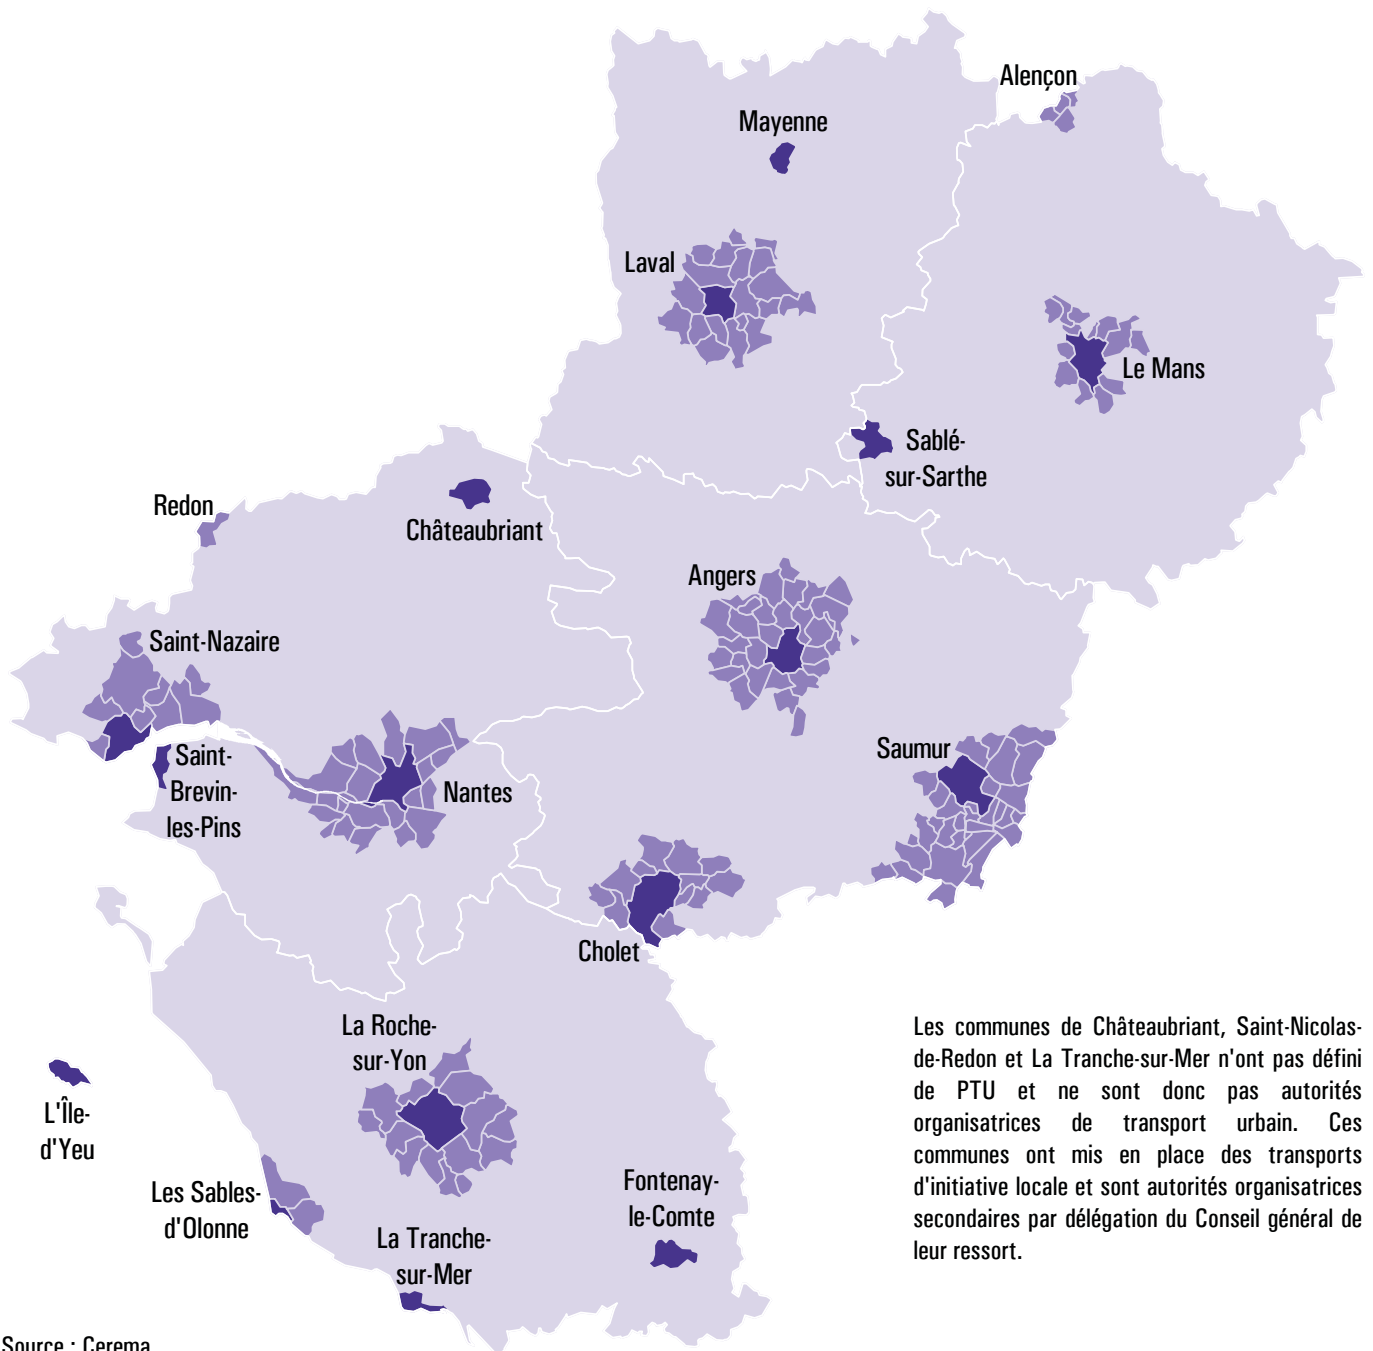 Alençon
Mayenne
Laval
Le Mans
Sablé-
sur-Sarthe
Redon
Châteaubriant
Angers
Saint-Nazaire
Saumur
Saint-
Brevin-
les-Pins
Nantes
Cholet
La Roche-
sur-Yon
L'Île-
d'Yeu
Les Sables-
d'Olonne
Fontenay-
le-Comte
La Tranche-
sur-Mer
Les communes de Châteaubriant, Saint-Nicolas-
de-Redon et La Tranche-sur-Mer n'ont pas défini
de PTU et ne sont donc pas autorités
organisatrices de transport urbain. Ces
communes ont mis en place des transports
d'initiative locale et sont autorités organisatrices
secondaires par délégation du Conseil général de
leur ressort.
Source : Cerema